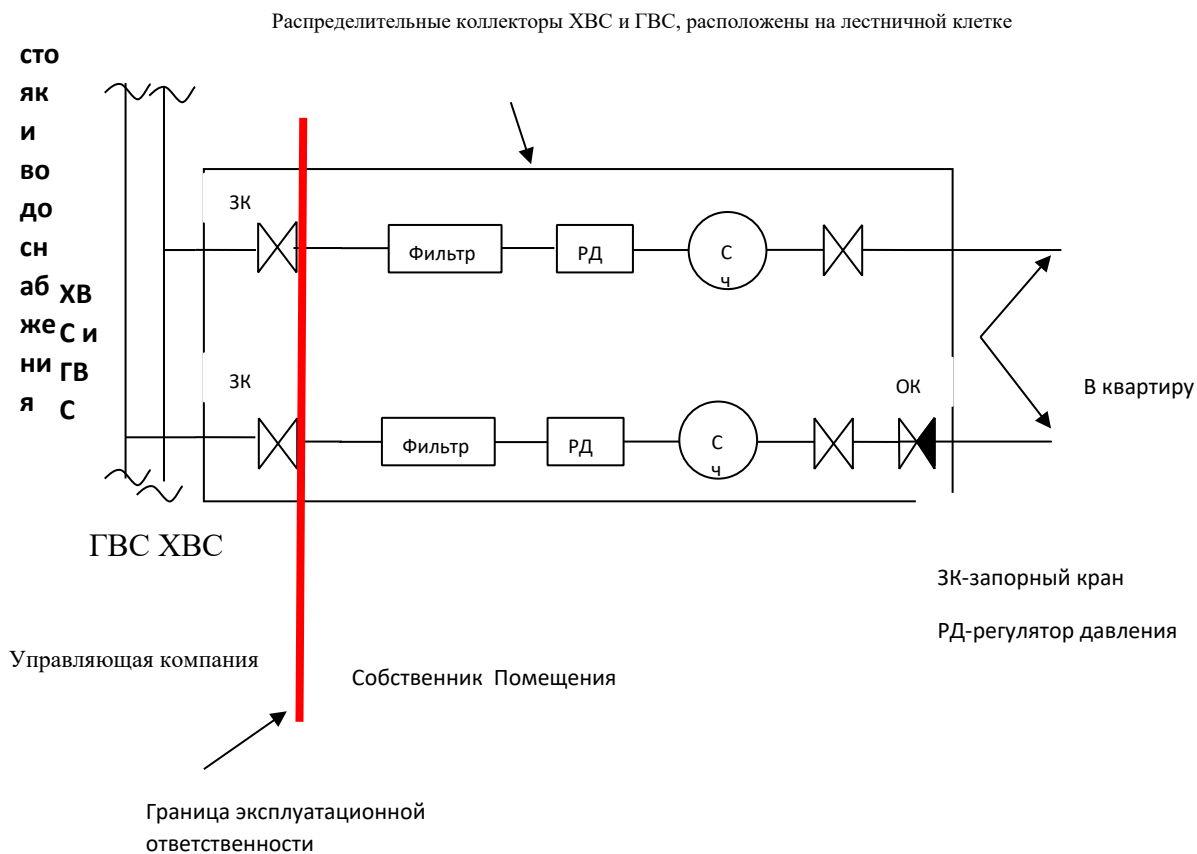 Распределительные коллекторы ХВС и ГВС, расположены на лестничной клетке
сто
як
и
во
до
сн
аб
же
ни
я
ХВ
С и
ГВ
С
ЗК
Фильтр
РД
С
ч
ЗК
Фильтр
РД
С
ч
ОК
В квартиру
ГВС ХВС
ЗК-запорный кран
РД-регулятор давления
Управляющая компания
Собственник Помещения
Граница эксплуатационной
ответственности